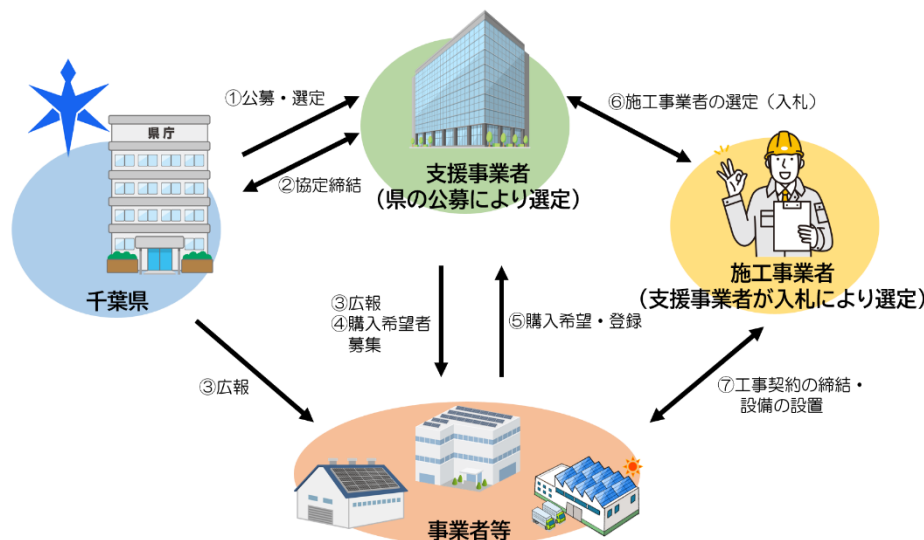 ①公募・選定
⑥施工事業者の選定（入札）
県庁
②協定締結
支援事業者
（県の公募により選定）
千葉県
施工事業者
（支援事業者が入札により選定）
③広報
④購入希望者
募集
⑤購入希望・登録
③広報
⑦工事契約の締結・
設備の設置
事業者等